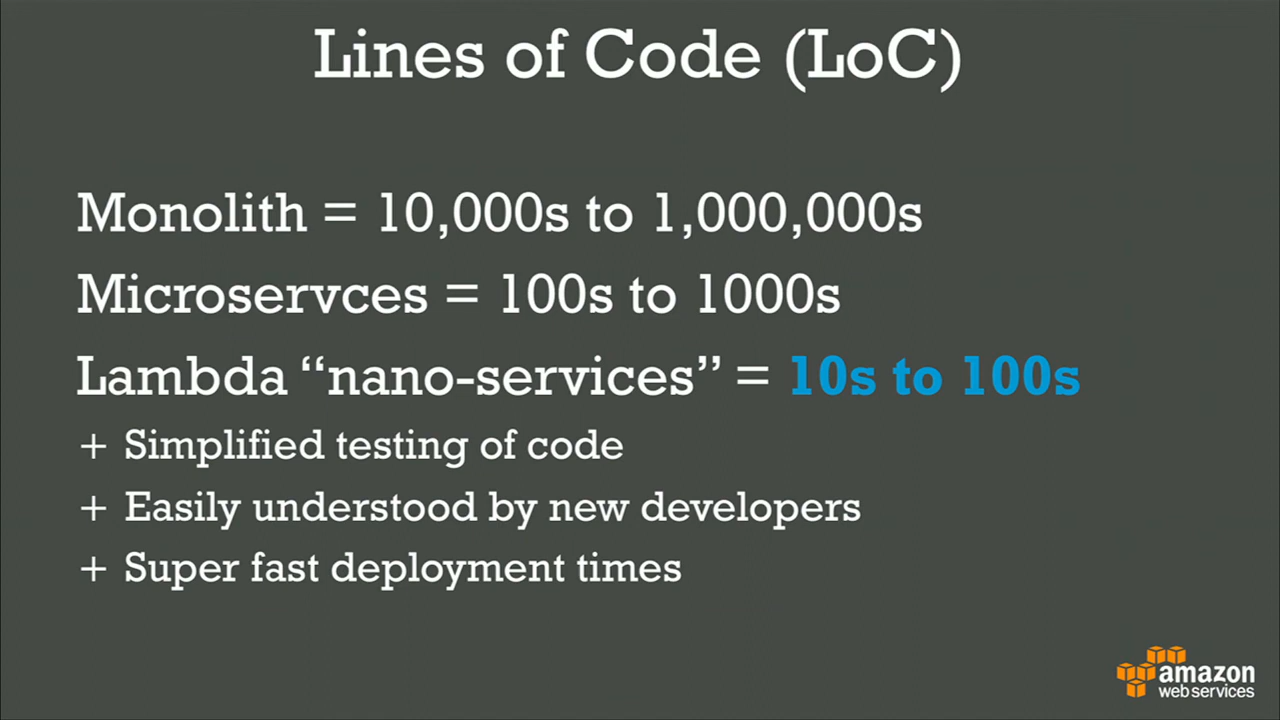 Lines of Code (LoC)
Monolith = 10,000s to 1,000,000s
Microservces = 100s to 1000s
Lambda “nano-services” = 10s to 100s
+ Simplified testing of code
+ Easily understood by new developers
+ Super fast deployment times
amazon
web services